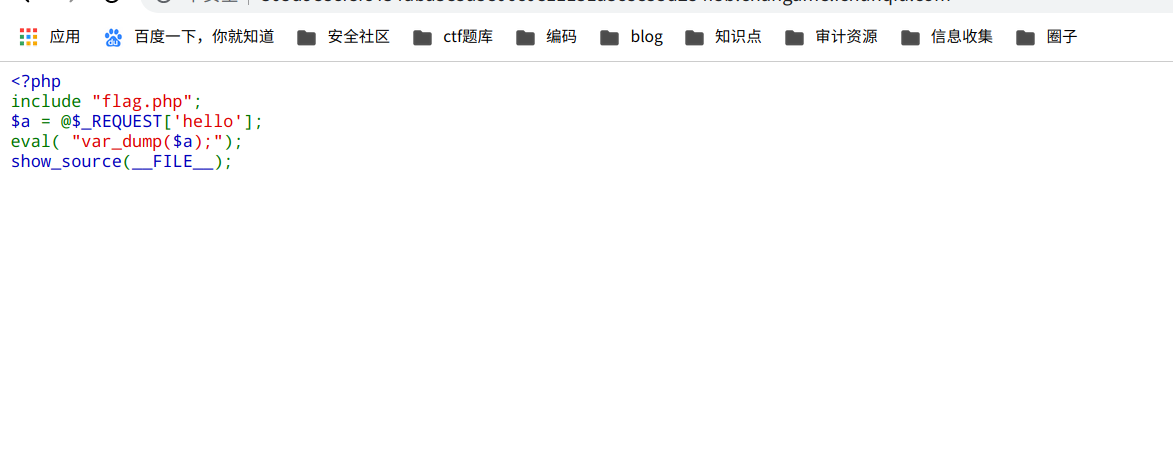 应用 百度一下，你就知道 安全社区 ctf题库 编码 blog 知识点 审计资源 信息收集 圈子
<?php
include "flag.php";
$a = @$_REQUEST['hello'];
eval( "var_dump($a);");
show_source(__FILE__);